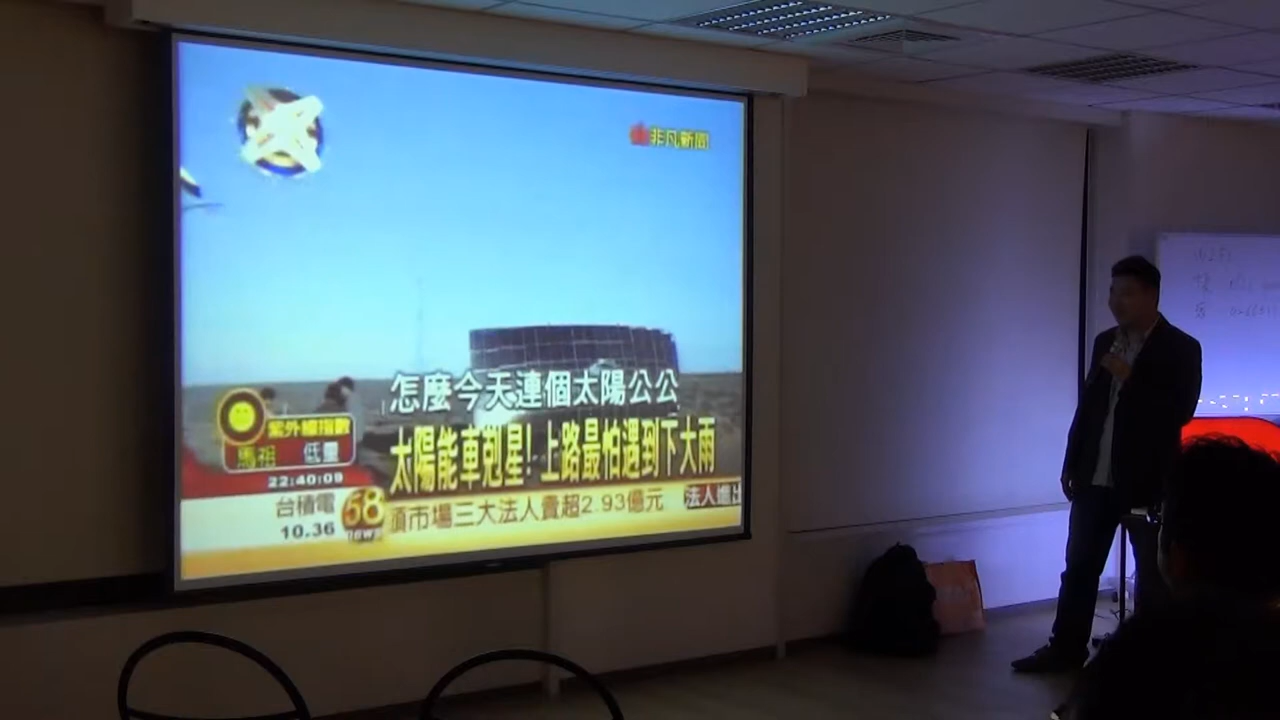 非凡新聞
怎麼今天連個太陽公公
太陽能車剋星!上路最怕遇到下大雨
紫外線指數
馬祖 低量
22:40:09
台積電
10.36
58
news
頭市場三大法人賣超2.93億元
法人進出